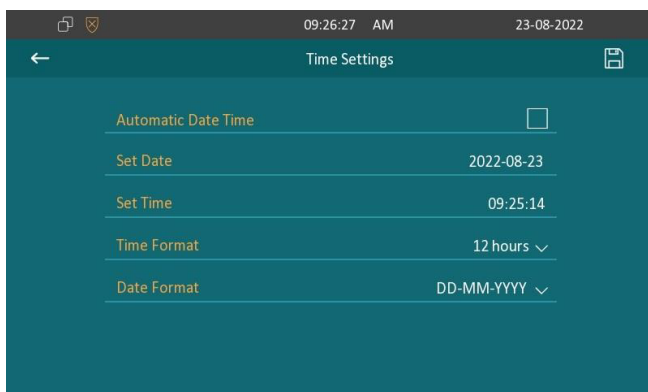 09:26:27 AM 23-08-2022
Time Settings
Automatic Date Time
Set Date 2022-08-23
Set Time 09:25:14
Time Format 12 hours
Date Format DD-MM-YYYY